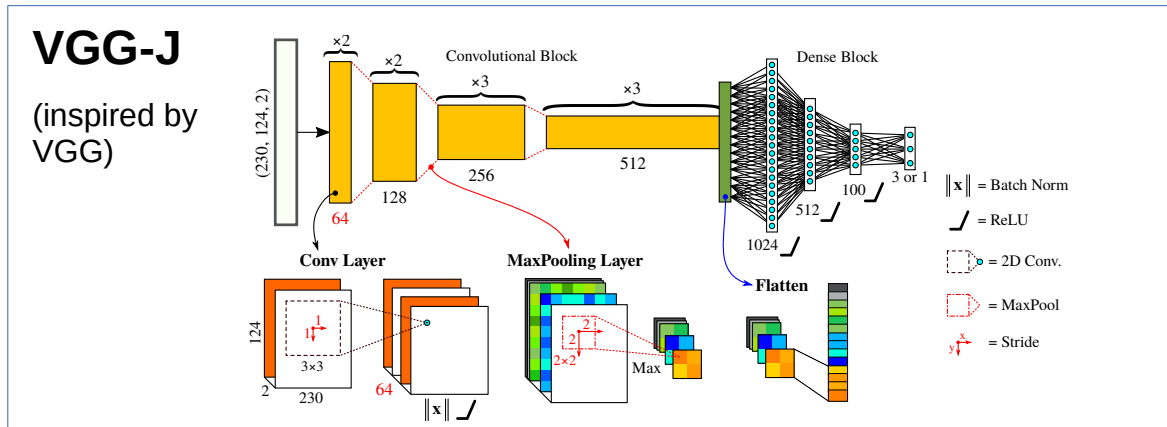 VGG-J
(inspired by
VGG)
(230, 124, 2)
×2
×2
Convolutional Block
×3
×3
Dense Block
64
128
256
512
1024
512
100
3 or 1
Conv Layer
124
2
230
1
1
3×3
64
‖x‖
MaxPooling Layer
2
2
2×2
Max
Flatten
‖x‖ = Batch Norm
= ReLU
= 2D Conv.
= MaxPool
x
y
= Stride